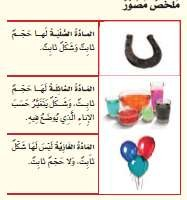 ملخص مصور
المادة الصلبة لها حجم
ثابت وشكل ثابت.
المادة السائلة لها حجم
ثابت. وشكل يتغير حسب
الإناء الذي يوضع فيه.
المادة الغازية ليس لها شكل
ثابت. ولا حجم ثابت.